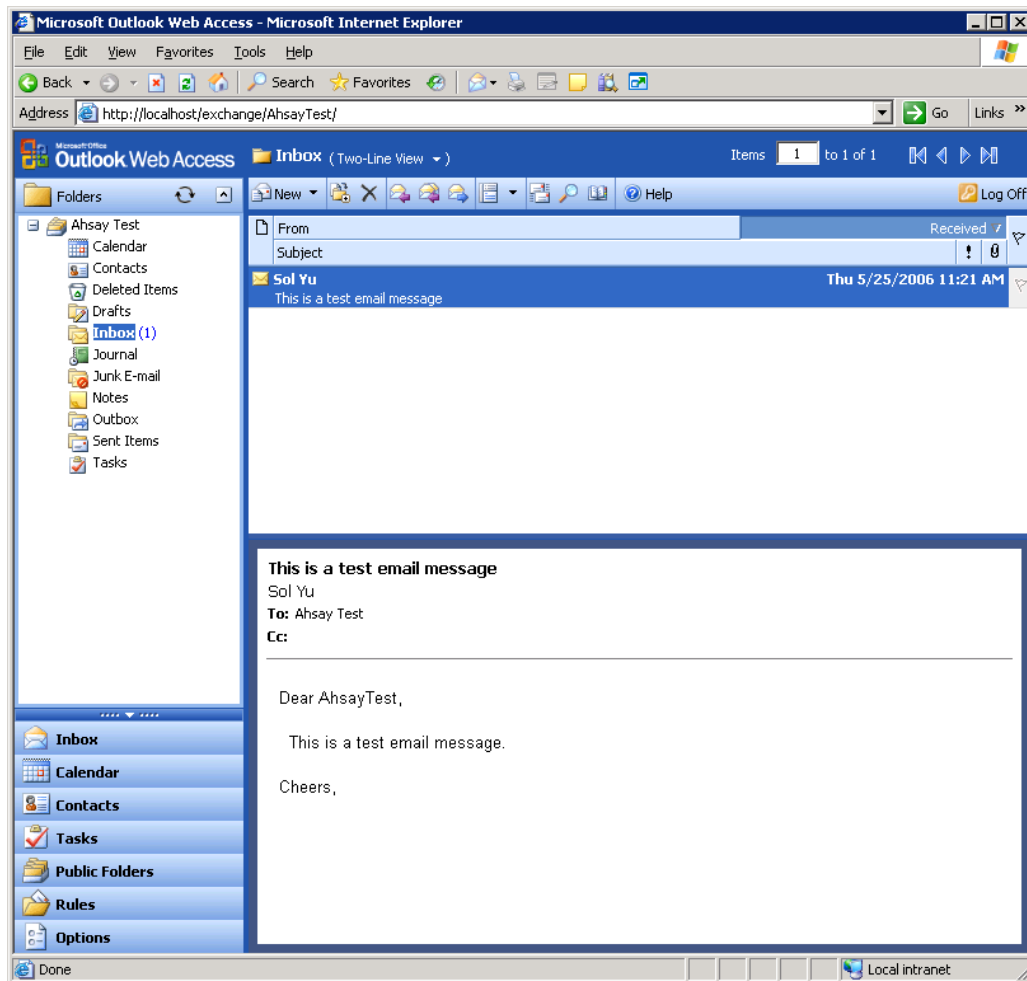 Microsoft Outlook Web Access - Microsoft Internet Explorer
File Edit View Favorites Tools Help
Back Search Favorites
Address http://localhost/exchange/AhsayTest/ Go Links »
Microsoft Office
Outlook Web Access Inbox (Two-Line View) Items 1 to 1 of 1
Folders New Help Log Off
Ahsay Test
Calendar
Contacts
Deleted Items
Drafts
Inbox (1)
Journal
Junk E-mail
Notes
Outbox
Sent Items
Tasks
From Received
Subject
Sol Yu Thu 5/25/2006 11:21 AM
This is a test email message
This is a test email message
Sol Yu
To: Ahsay Test
Cc:
Dear AhsayTest,
This is a test email message.
Cheers,
Inbox
Calendar
Contacts
Tasks
Public Folders
Rules
Options
Done Local intranet